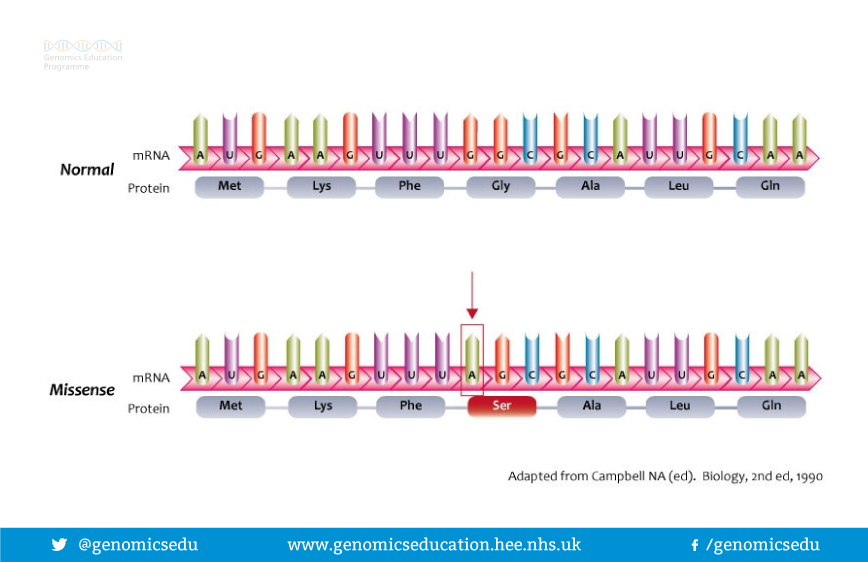 Genomics Education
Programme
mRNA
A U G A A G U U U G G C G C A U U G C A A
Normal
Protein
Met Lys Phe Gly Ala Leu Gln
mRNA
A U G A A G U U U A G C G C A U U G C A A
Missense
Protein
Met Lys Phe Ser Ala Leu Gln
Adapted from Campbell NA (ed). Biology, 2nd ed, 1990
@genomicsedu www.genomicseducation.hee.nhs.uk f /genomicsedu